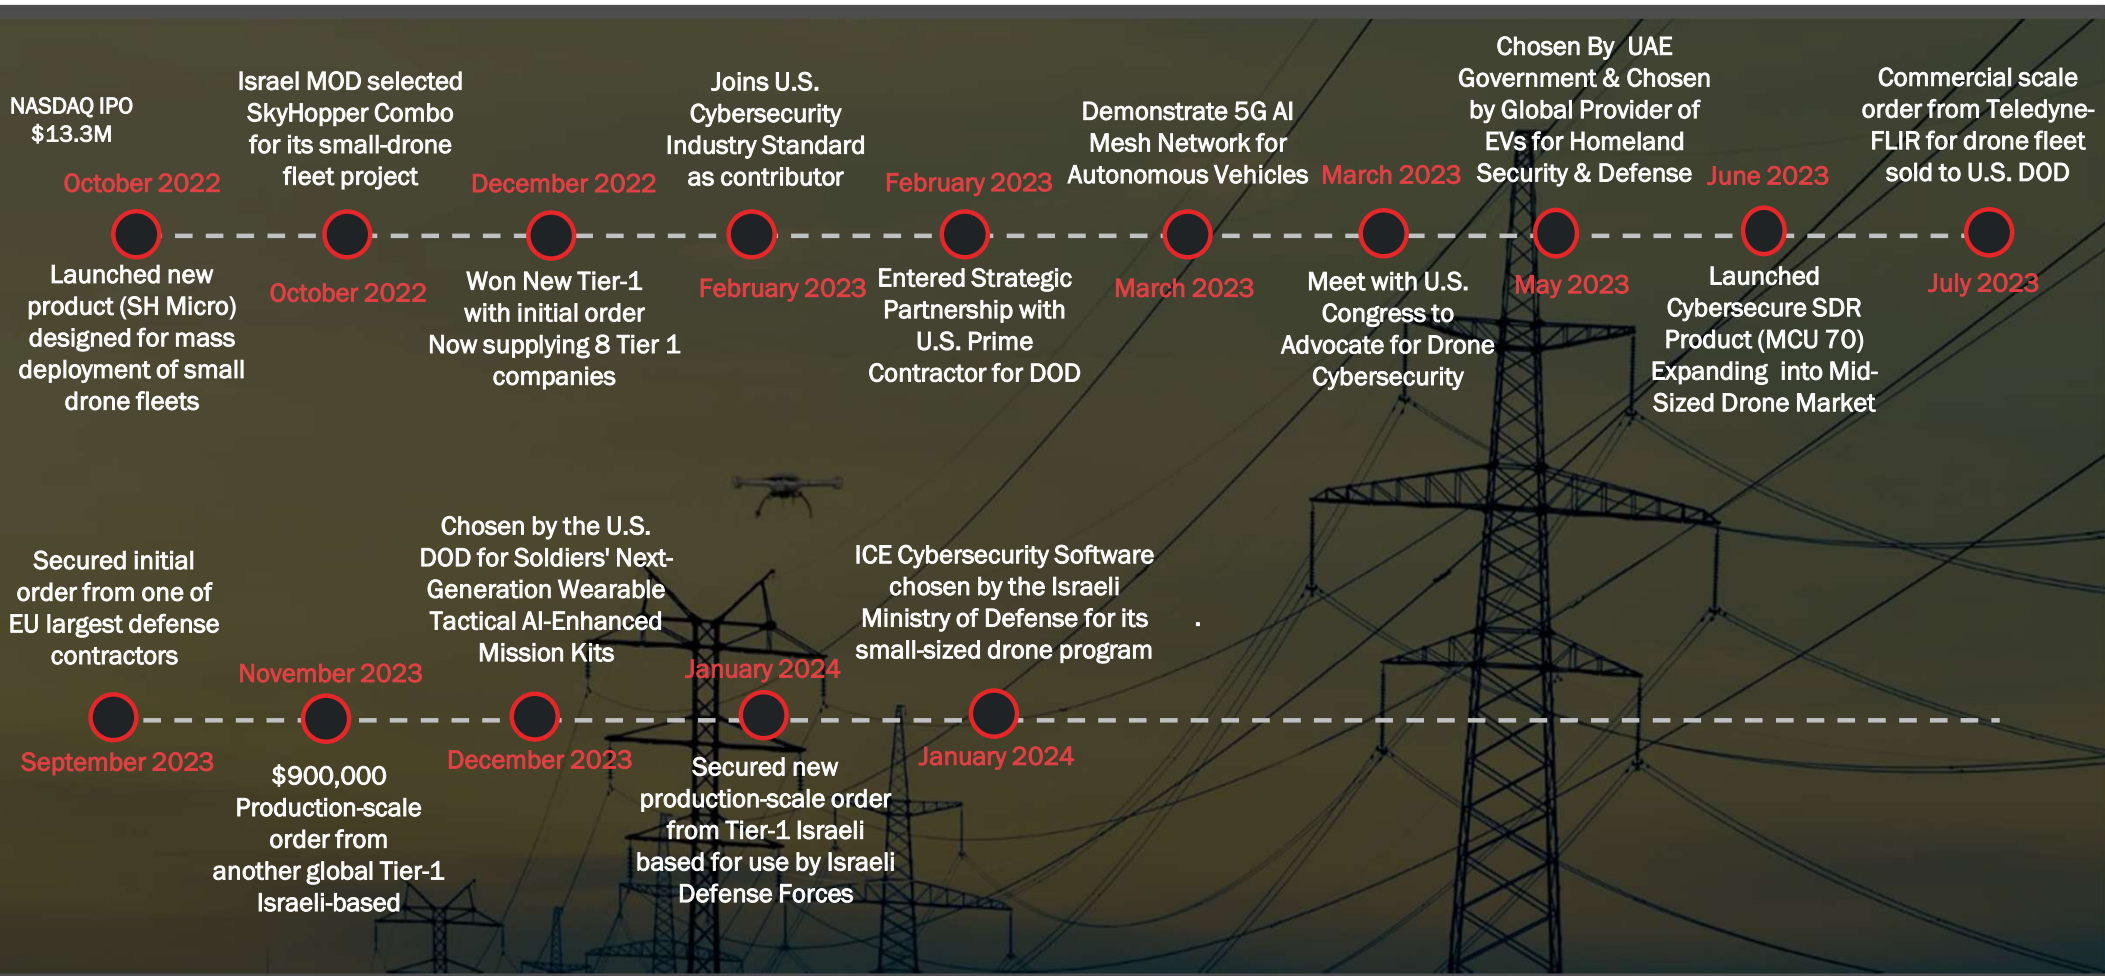 NASDAQ IPO
$13.3M
October 2022
Launched new
product (SH Micro)
designed for mass
deployment of small
drone fleets
Israel MOD selected
SkyHopper Combo
for its small-drone
fleet project
October 2022
December 2022
Won New Tier-1
with initial order
Now supplying 8 Tier 1
companies
Joins U.S.
Cybersecurity
Industry Standard
as contributor
February 2023
February 2023
Entered Strategic
Partnership with
U.S. Prime
Contractor for DOD
Demonstrate 5G AI
Mesh Network for
Autonomous Vehicles
March 2023
March 2023
Meet with U.S.
Congress to
Advocate for Drone
Cybersecurity
Chosen By  UAE
Government & Chosen
by Global Provider of
EVs for Homeland
Security & Defense
May 2023
June 2023
Launched
Cybersecure SDR
Product (MCU 70)
Expanding  into Mid-
Sized Drone Market
Commercial scale
order from Teledyne-
FLIR for drone fleet
sold to U.S. DOD
July 2023
Secured initial
order from one of
EU largest defense
contractors
September 2023
November 2023
$900,000
Production-scale
order from
another global Tier-1
Israeli-based
Chosen by the U.S.
DOD for Soldiers' Next-
Generation Wearable
Tactical AI-Enhanced
Mission Kits
December 2023
January 2024
Secured new
production-scale order
from Tier-1 Israeli
based for use by Israeli
Defense Forces
ICE Cybersecurity Software
chosen by the Israeli
Ministry of Defense for its
small-sized drone program
January 2024
.